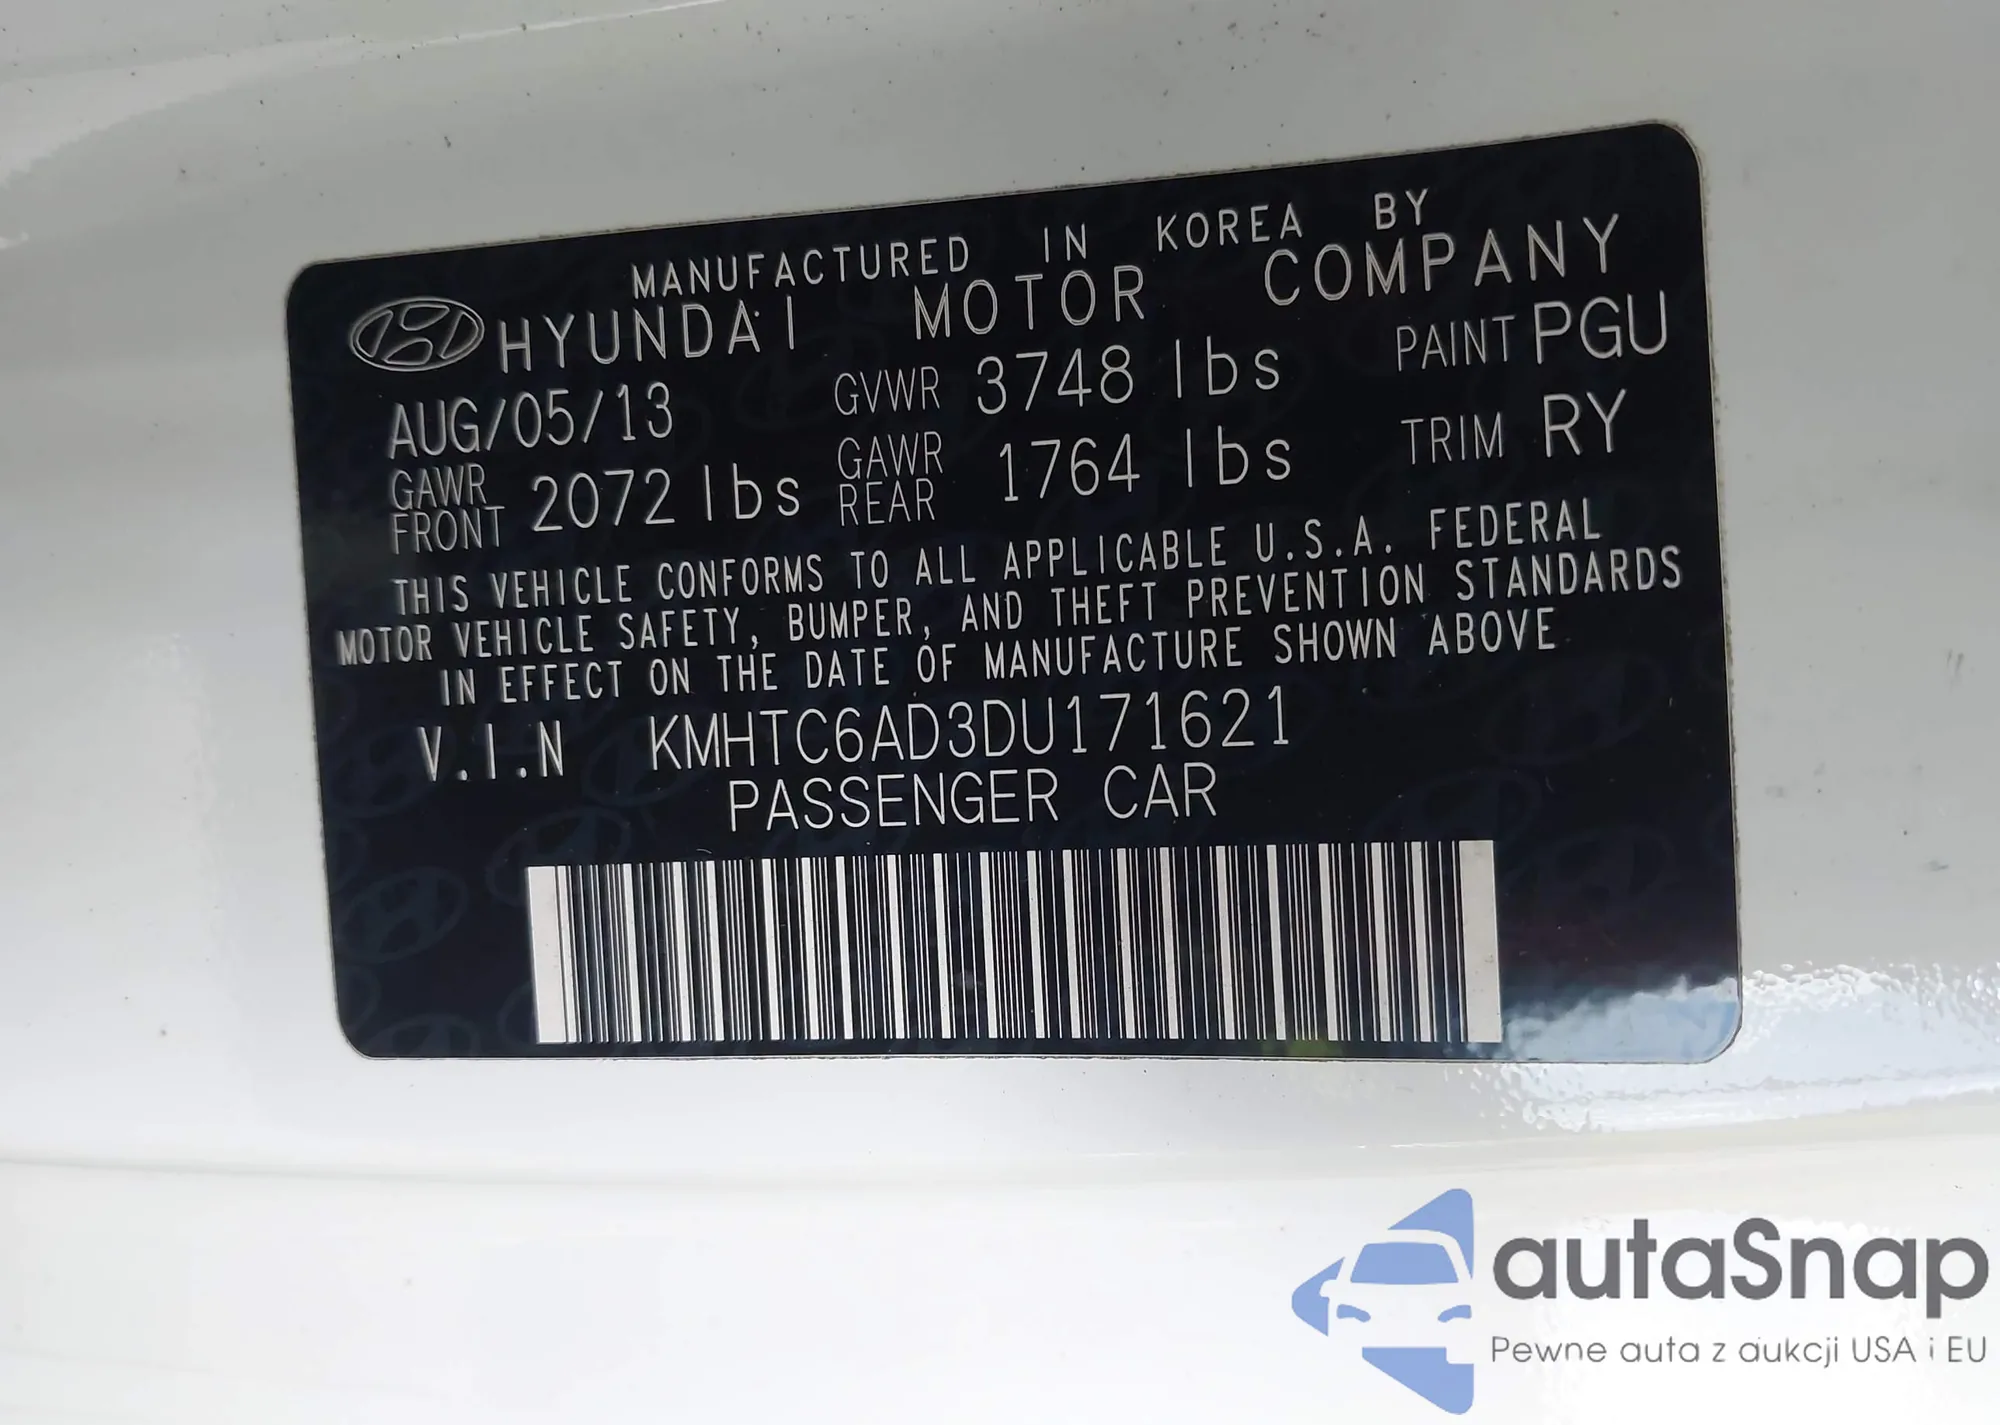 MANUFACTURED IN KOREA BY
HYUNDAI MOTOR COMPANY
AUG/05/13 GVWR 3748 lbs PAINT PGU
GAWR FRONT 2072 lbs GAWR REAR 1764 lbs TRIM RY
THIS VEHICLE CONFORMS TO ALL APPLICABLE U.S.A. FEDERAL
MOTOR VEHICLE SAFETY, BUMPER, AND THEFT PREVENTION STANDARDS
IN EFFECT ON THE DATE OF MANUFACTURE SHOWN ABOVE
V.I.N KMHTC6AD3DU171621
PASSENGER CAR
autaSnap
Pewne auta z aukcji USA i EU